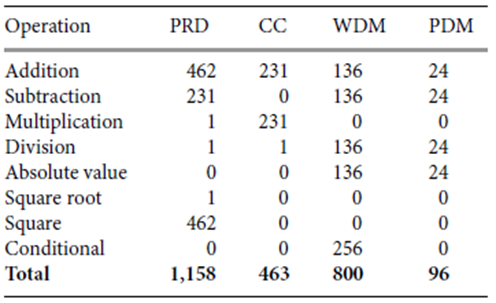 Operation PRD CC WDM PDM
Addition 462 231 136 24
Subtraction 231 0 136 24
Multiplication 1 231 0 0
Division 1 1 136 24
Absolute value 0 0 136 24
Square root 1 0 0 0
Square 462 0 0 0
Conditional 0 0 256 0
Total 1,158 463 800 96